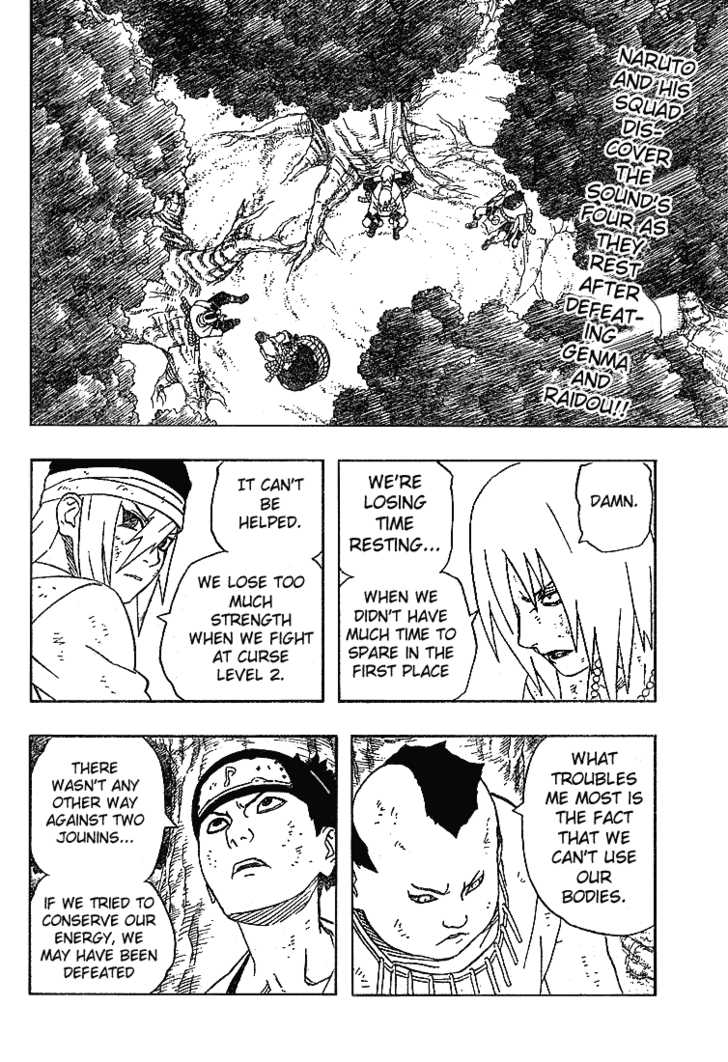 NARUTO
AND HIS
SQUAD
DIS-
COVER
THE
SOUND'S
FOUR AS
THEY
REST
AFTER
DEFEAT-
ING
GENMA
AND
RAIDOU!!
DAMN.
WE'RE
LOSING
TIME
RESTING...
WHEN WE
DIDN'T HAVE
MUCH TIME TO
SPARE IN THE
FIRST PLACE
IT CAN'T
BE
HELPED.
WE LOSE TOO
MUCH
STRENGTH
WHEN WE FIGHT
AT CURSE
LEVEL 2.
WHAT
TROUBLES
ME MOST IS
THE FACT
THAT WE
CAN'T USE
OUR
BODIES.
THERE
WASN'T ANY
OTHER WAY
AGAINST TWO
JOUNINS...
IF WE TRIED TO
CONSERVE OUR
ENERGY, WE
MAY HAVE BEEN
DEFEATED